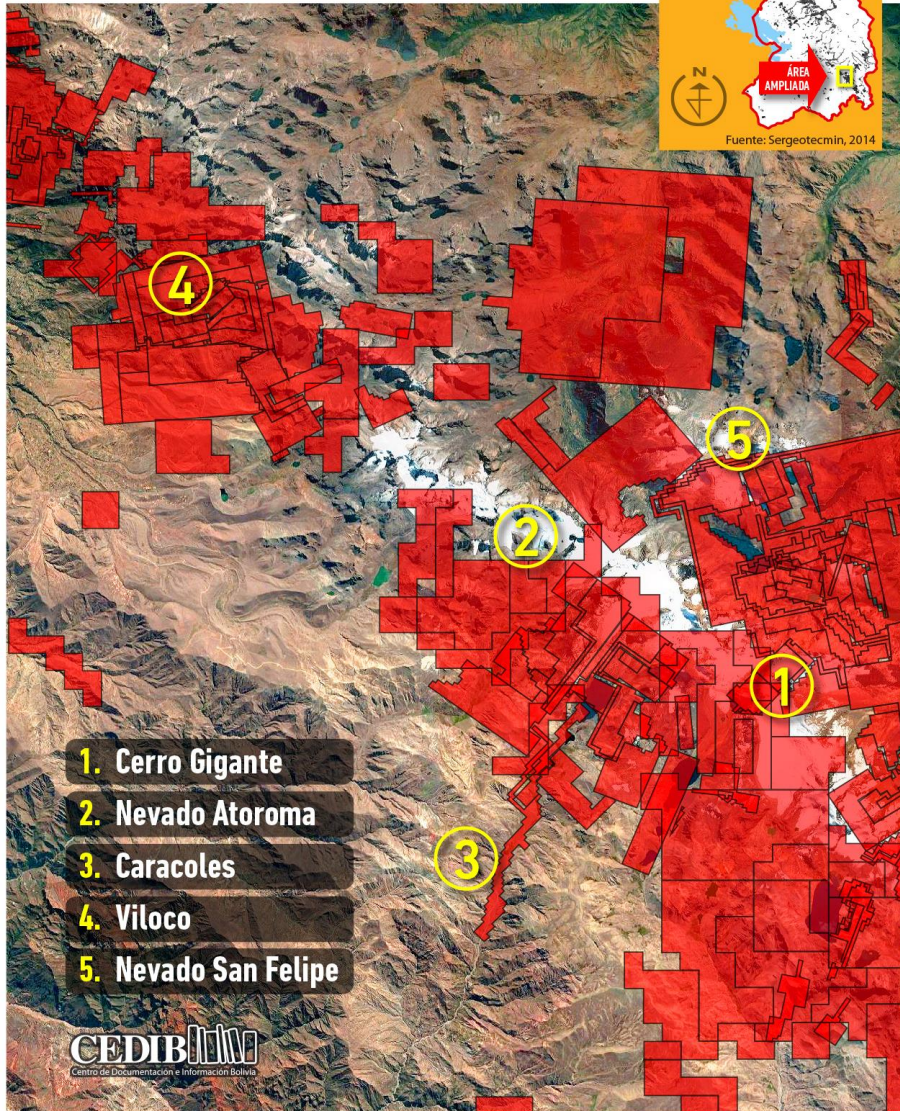 N
ÁREA
AMPLIADA
Fuente: Sergeotecmin, 2014
4
5
2
1
3
1. Cerro Gigante
2. Nevado Atoroma
3. Caracoles
4. Viloco
5. Nevado San Felipe
CEDIB
Centro de Documentación e Información Bolivia